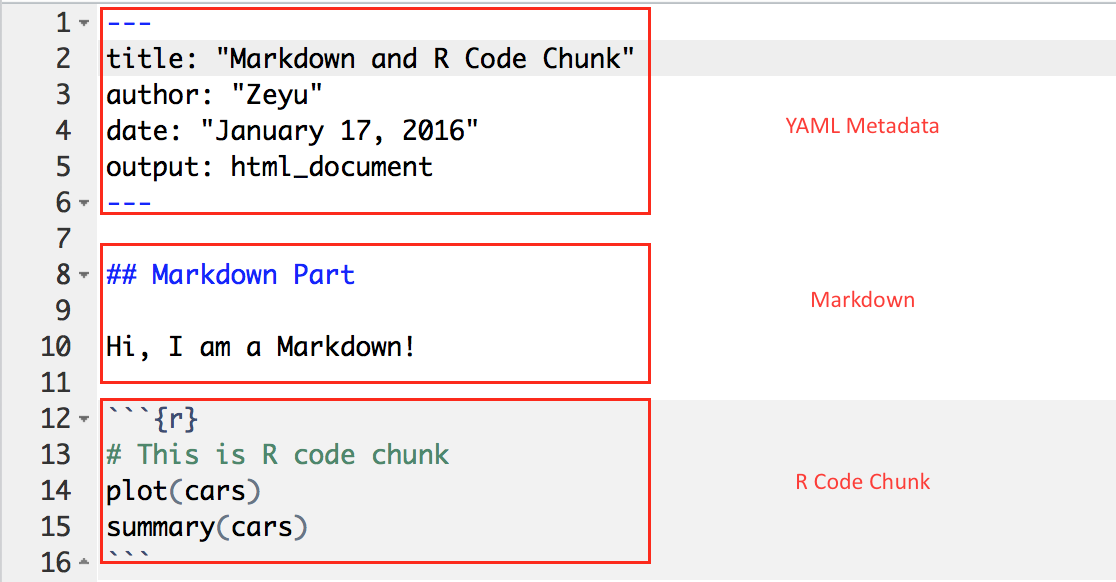 1 ---
2 title: "Markdown and R Code Chunk"
3 author: "Zeyu"
4 date: "January 17, 2016"
YAML Metadata
5 output: html_document
6 ---
7
8 ## Markdown Part
9
Markdown
10 Hi, I am a Markdown!
11
12 ```{r}
13 # This is R code chunk
14 plot(cars)
R Code Chunk
15 summary(cars)
16 ```